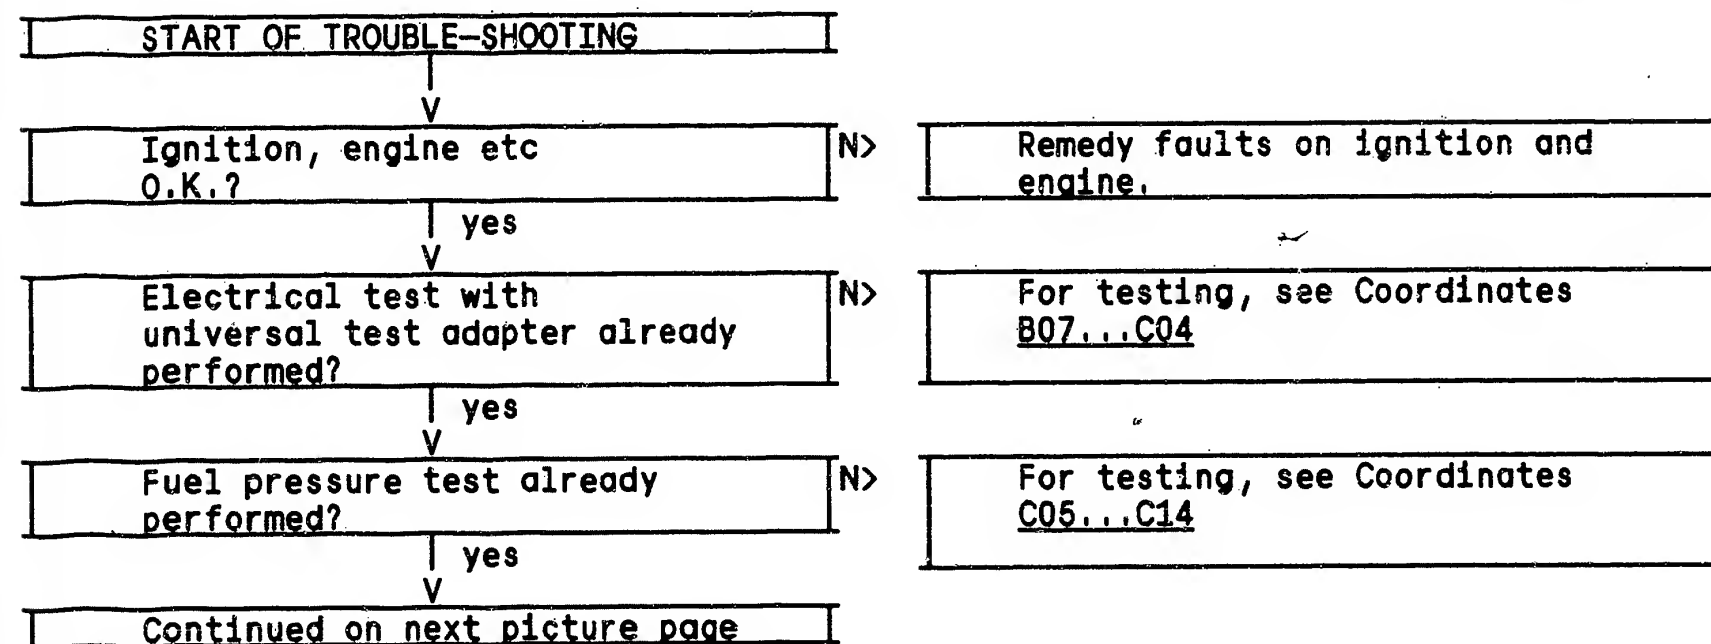 START OF TROUBLE-SHOOTING
V
Ignition, engine etc
O.K.?
N>
Remedy faults on ignition and
engine.
yes
V
Electrical test with
universal test adapter already
performed?
N>
For testing, see Coordinates
B07...C04
yes
V
Fuel pressure test already
performed?
N>
For testing, see Coordinates
C05...C14
yes
V
Continued on next picture page